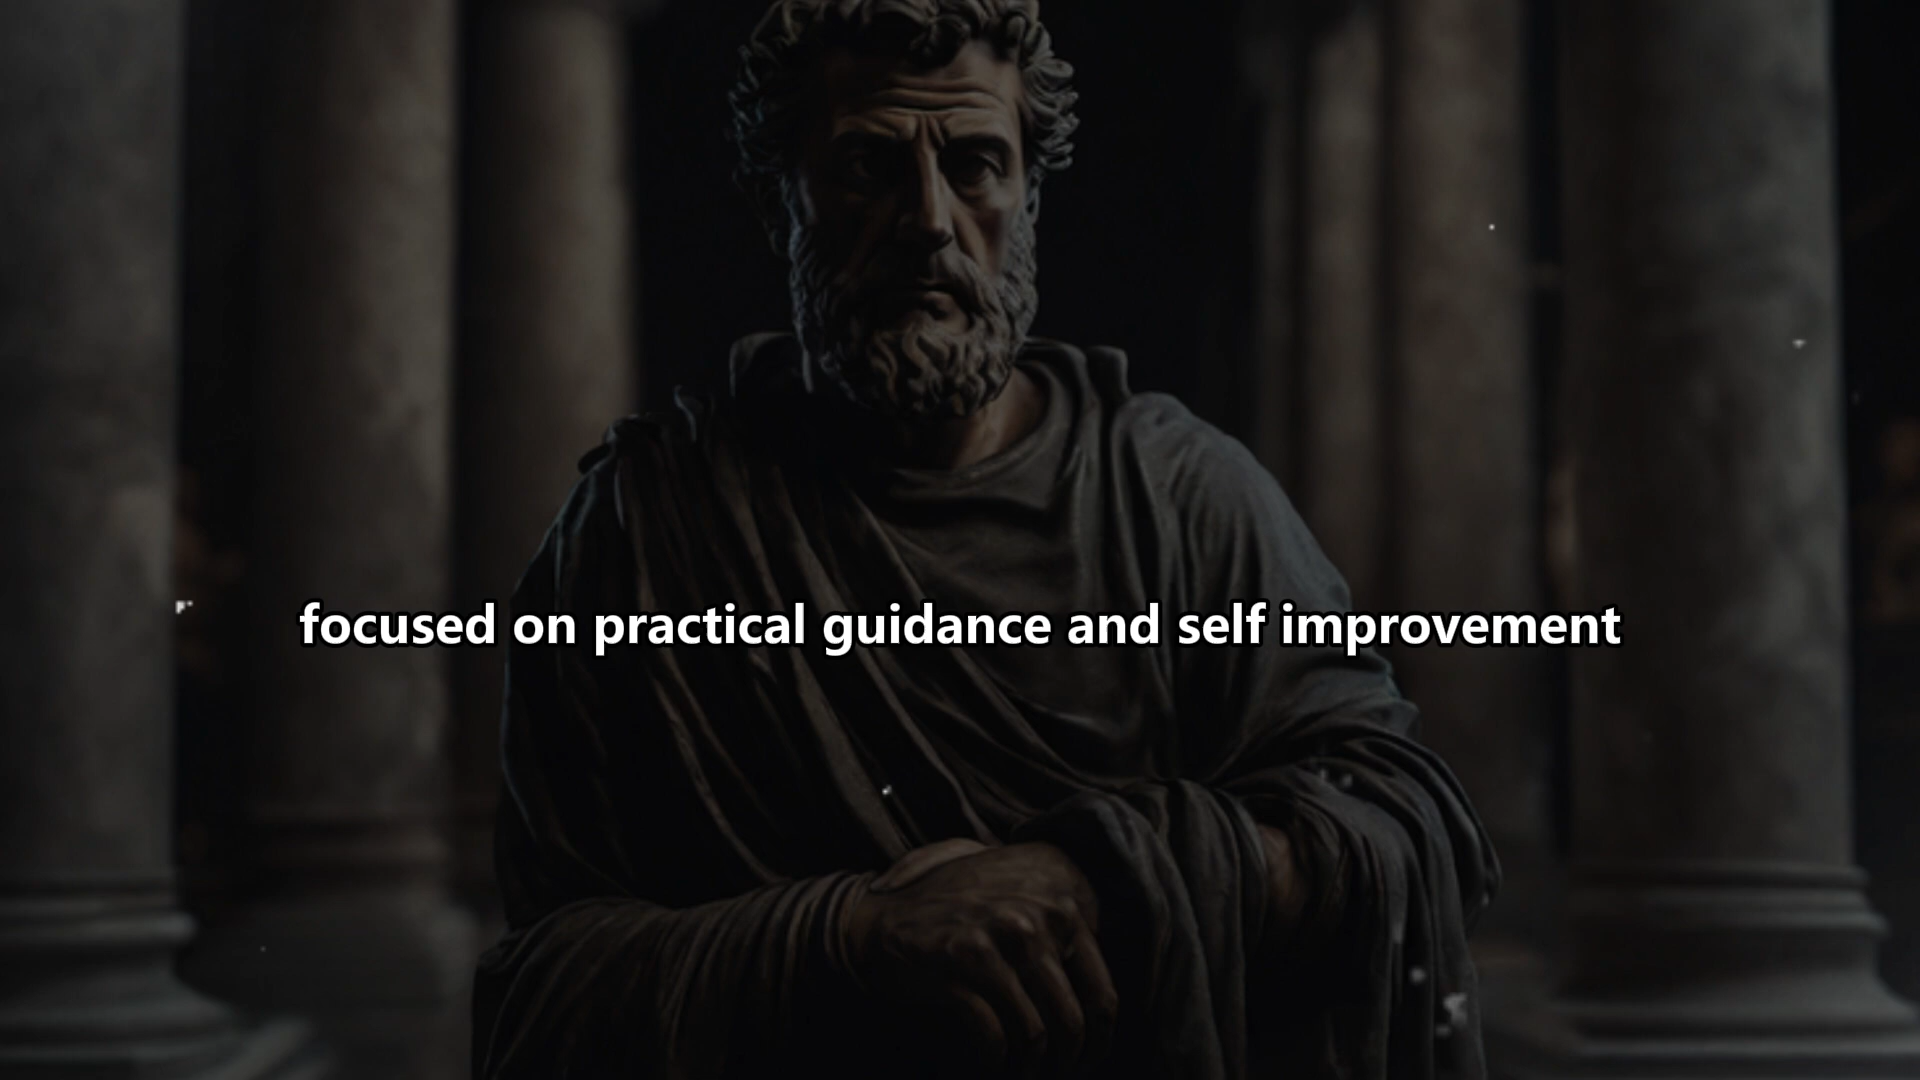 focused on practical guidance and self improvement